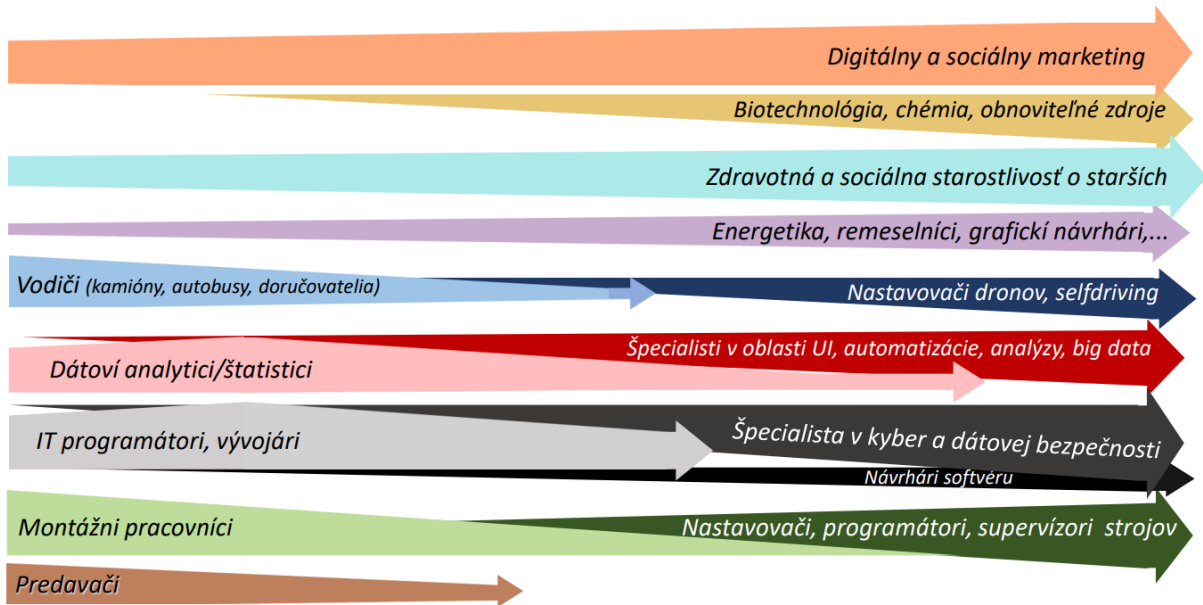 Digitálny a sociálny marketing
Biotechnológia, chémia, obnoviteľné zdroje
Zdravotná a sociálna starostlivosť o starších
Energetika, remeselníci, grafickí návrhári,...
Vodiči (kamióny, autobusy, doručovatelia)
Nastavovači dronov, selfdriving
Špecialisti v oblasti UI, automatizácie, analýzy, big data
Dátoví analytici/štatistici
IT programátori, vývojári
Špecialista v kyber a dátovej bezpečnosti
Návrhári softvéru
Montážni pracovníci
Nastavovači, programátori, supervízori strojov
Predavači